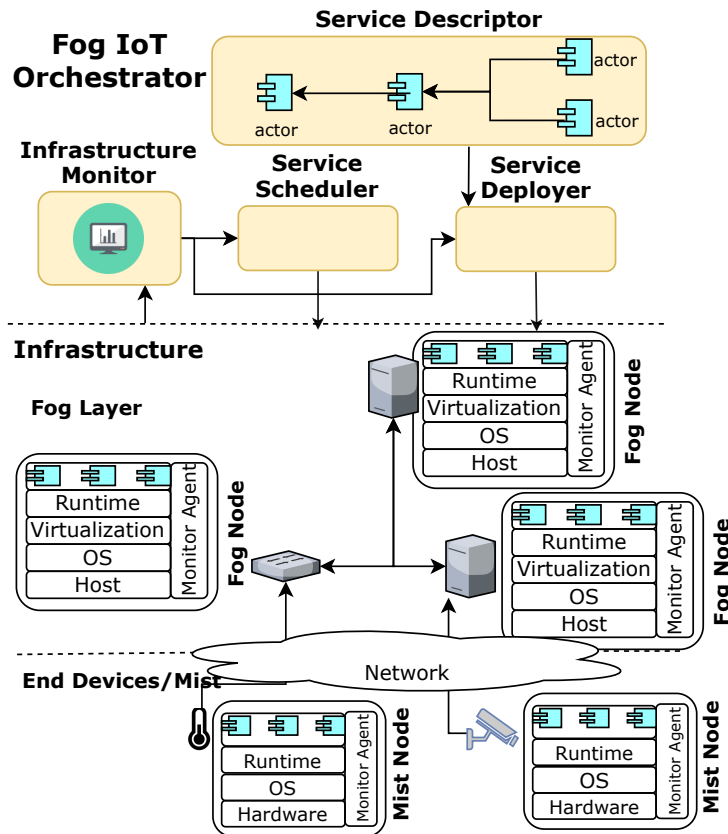 Service Descriptor
Fog IoT
Orchestrator
actor
actor
actor
actor
Infrastructure
Monitor
Service
Scheduler
Service
Deployer
Infrastructure
Fog Layer
Runtime
Virtualization
OS
Host
Monitor Agent
Fog Node
Runtime
Virtualization
OS
Host
Monitor Agent
Fog Node
Runtime
Virtualization
OS
Host
Monitor Agent
Fog Node
Network
End Devices/Mist
Runtime
OS
Hardware
Monitor Agent
Mist Node
Runtime
OS
Hardware
Monitor Agent
Mist Node